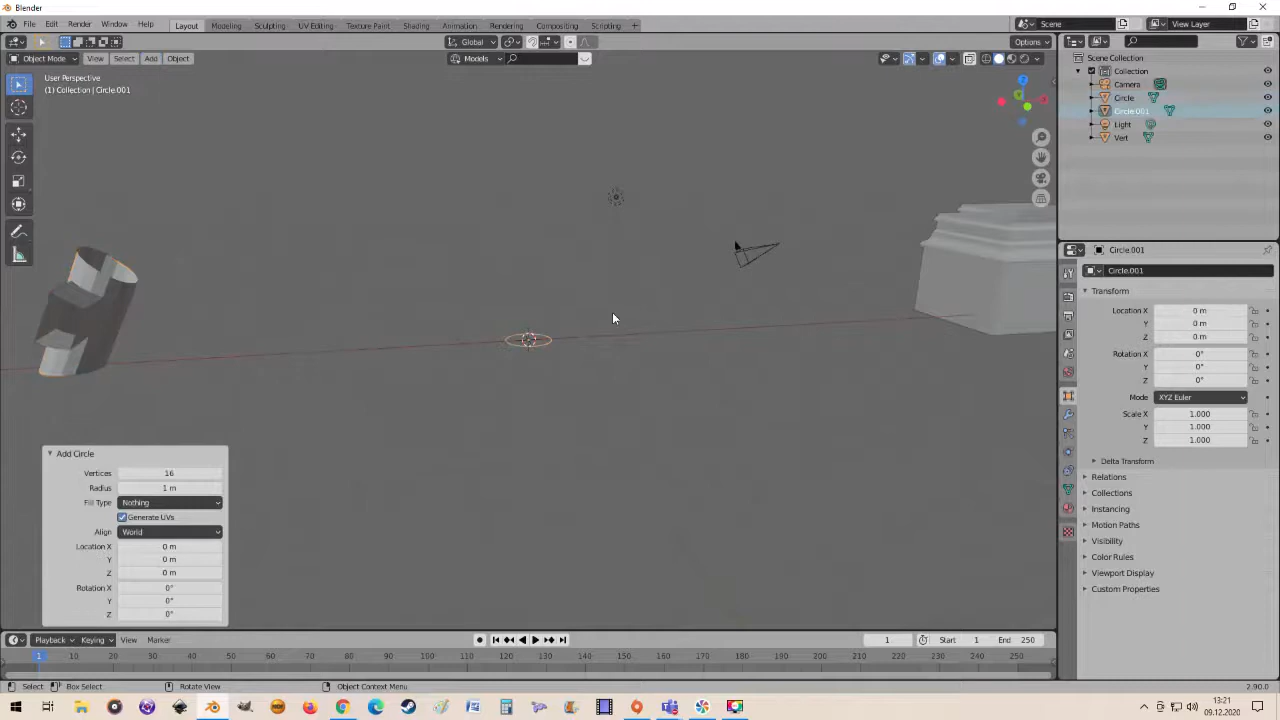 Blender
File Edit Render Window Help Layout Modeling Sculpting UV Editing Texture Paint Shading Animation Rendering Compositing Scripting + Scene View Layer
Global Options
Object Mode View Select Add Object Models
User Perspective
(1) Collection | Circle.001
Scene Collection
Collection
Camera
Circle
Circle.001
Light
Vert
Circle.001
Circle.001
Transform
Location X 0 m
Y 0 m
Z 0 m
Rotation X 0°
Y 0°
Z 0°
Mode XYZ Euler
Scale X 1.000
Y 1.000
Z 1.000
Delta Transform
Relations
Collections
Instancing
Motion Paths
Visibility
Color Rules
Viewport Display
Custom Properties
Add Circle
Vertices 16
Radius 1 m
Fill Type Nothing
Generate UVs
Align World
Location X 0 m
Y 0 m
Z 0 m
Rotation X 0°
Y 0°
Z 0°
Playback Keying View Marker 1 Start 1 End 250
1 10 20 30 40 50 60 70 80 90 100 110 120 130 140 150 160 170 180 190 200 210 220 230 240 250
Select Box Select Rotate View Object Context Menu 2.90.0
13:21
09.12.2020